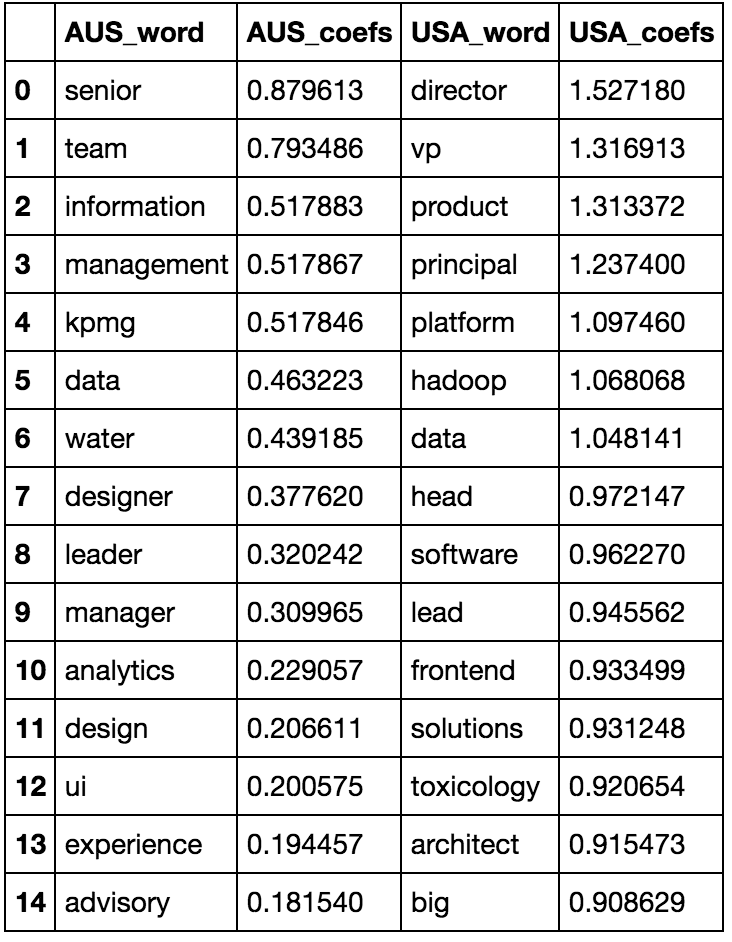 AUS_word AUS_coefs USA_word USA_coefs
0 senior 0.879613 director 1.527180
1 team 0.793486 vp 1.316913
2 information 0.517883 product 1.313372
3 management 0.517867 principal 1.237400
4 kpmg 0.517846 platform 1.097460
5 data 0.463223 hadoop 1.068068
6 water 0.439185 data 1.048141
7 designer 0.377620 head 0.972147
8 leader 0.320242 software 0.962270
9 manager 0.309965 lead 0.945562
10 analytics 0.229057 frontend 0.933499
11 design 0.206611 solutions 0.931248
12 ui 0.200575 toxicology 0.920654
13 experience 0.194457 architect 0.915473
14 advisory 0.181540 big 0.908629